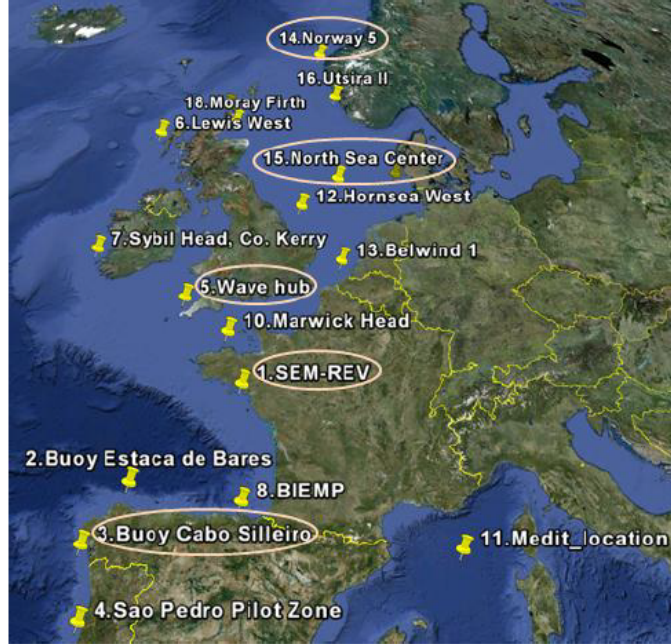 14.Norway 5
16.Utsira II
18.Moray Firth
6.Lewis West
15.North Sea Center
12.Hornsea West
7.Sybil Head, Co. Kerry
13.Belwind 1
5.Wave hub
10.Marwick Head
1.SEM-REV
2.Buoy Estaca de Bares
8.BIEMP
3.Buoy Cabo Silleiro
11.Medit_location
4.Sao Pedro Pilot Zone